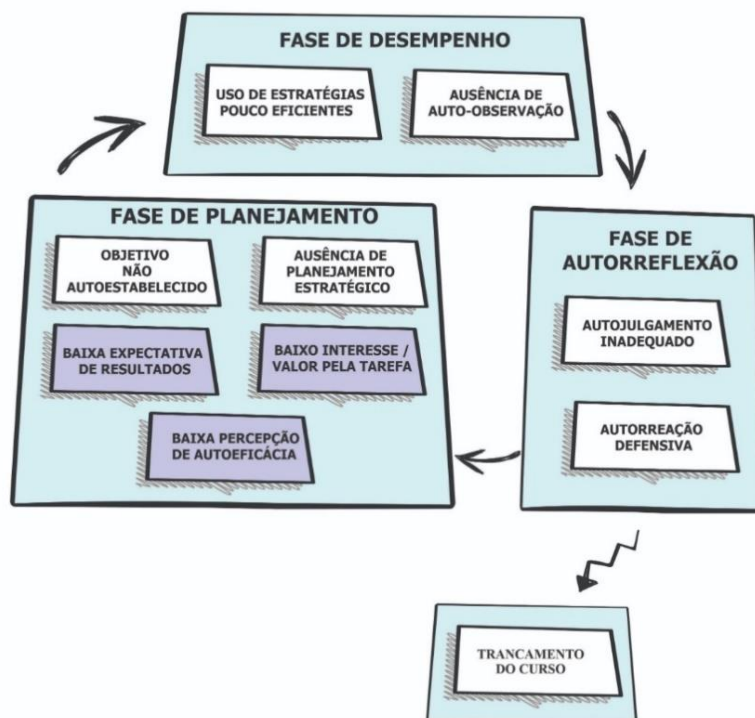 FASE DE DESEMPENHO
USO DE ESTRATÉGIAS
POUCO EFICIENTES
AUSÊNCIA DE
AUTO-OBSERVAÇÃO
FASE DE PLANEJAMENTO
OBJETIVO
NÃO
AUTOESTABELECIDO
AUSÊNCIA DE
PLANEJAMENTO
ESTRATÉGICO
BAIXA EXPECTATIVA
DE RESULTADOS
BAIXO INTERESSE /
VALOR PELA TAREFA
BAIXA PERCEPÇÃO
DE AUTOEFICÁCIA
FASE DE
AUTORREFLEXÃO
AUTOJULGAMENTO
INADEQUADO
AUTORREAÇÃO
DEFENSIVA
TRANCAMENTO
DO CURSO